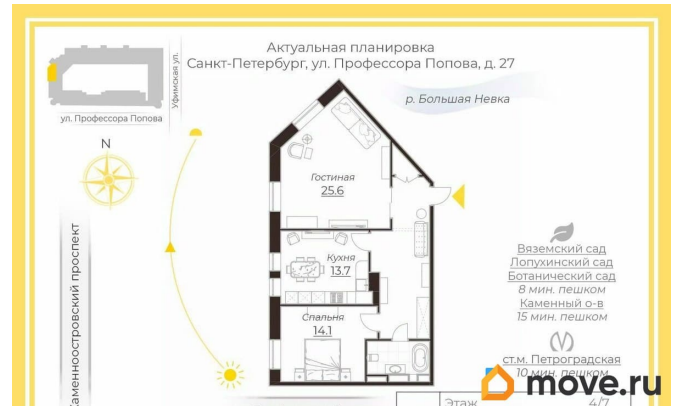 Актуальная планировка
Санкт-Петербург, ул. Профессора Попова, д. 27
Уфимская ул.
ул. Профессора Попова
р. Большая Невка
N
Гостиная
25.6
Кухня
13.7
Спальня
14.1
Каменноостровский проспект
Вяземский сад
Лопухинский сад
Ботанический сад
8 мин. пешком
Каменный о-в
15 мин. пешком
ст.м. Петроградская
10 мин. пешком
Этаж 4/7
move.ru